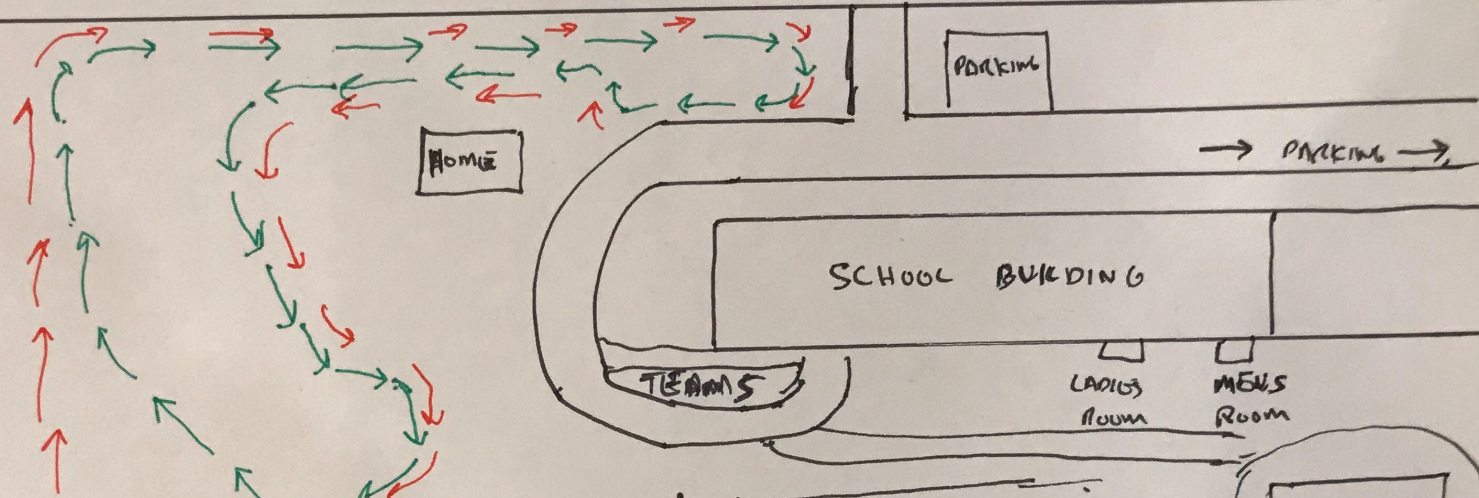 PARKING
→ PARKING →
HOME
SCHOOL BUILDING
TEAMS
LADIES
ROOM
MENS
ROOM